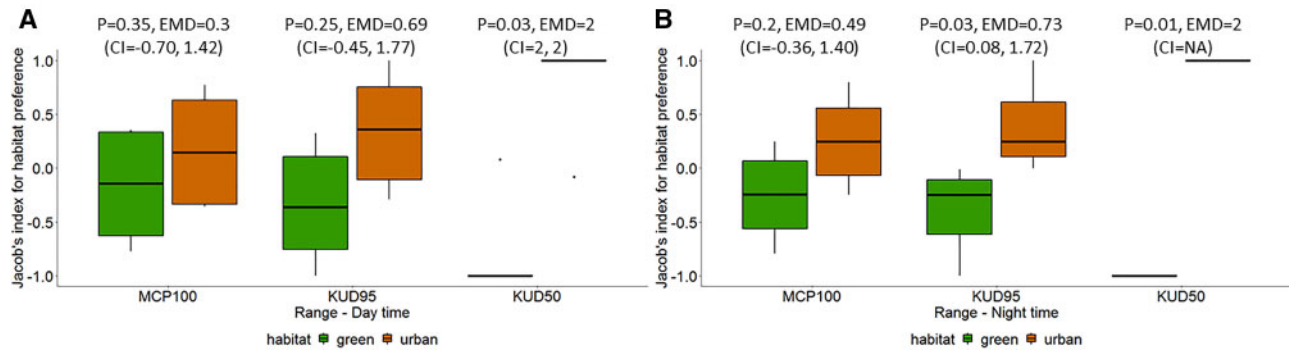 A
P=0.35, EMD=0.3 P=0.25, EMD=0.69 P=0.03, EMD=2
(CI=-0.70, 1.42) (CI=-0.45, 1.77) (CI=2, 2)
Jacob's index for habitat preference
1.0
0.5
0.0
-0.5
-1.0
MCP100 KUD95 KUD50
Range - Day time
habitat green urban
B
P=0.2, EMD=0.49 P=0.03, EMD=0.73 P=0.01, EMD=2
(CI=-0.36, 1.40) (CI=0.08, 1.72) (CI=NA)
Jacob's index for habitat preference
1.0
0.5
0.0
-0.5
-1.0
MCP100 KUD95 KUD50
Range - Night time
habitat green urban